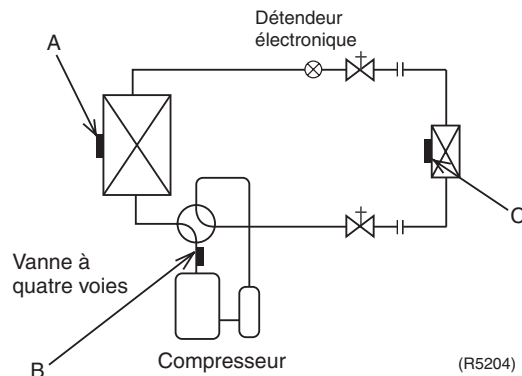 Détendeur
électronique
A
C
Vanne à
quatre voies
B
Compresseur
(R5204)